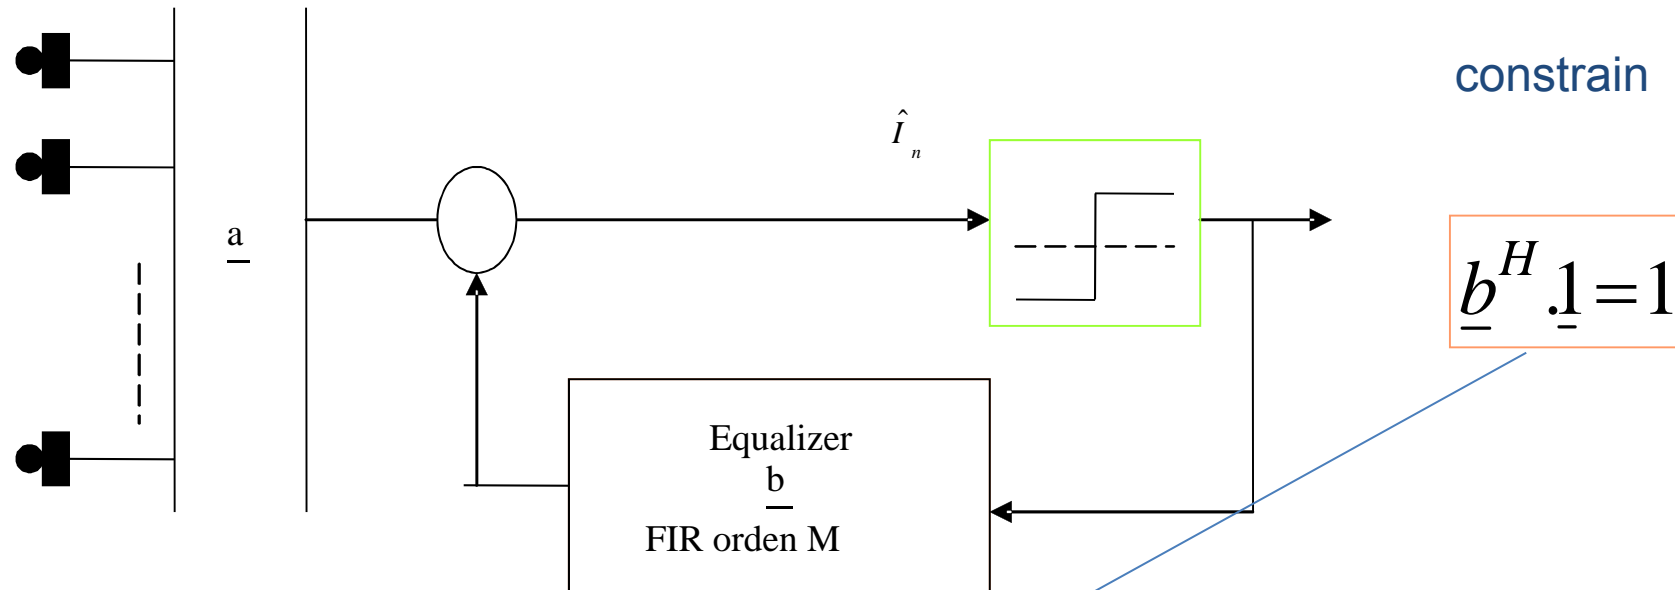 constrain
Î n
a
b^H .1=1
Equalizer
b
FIR orden M